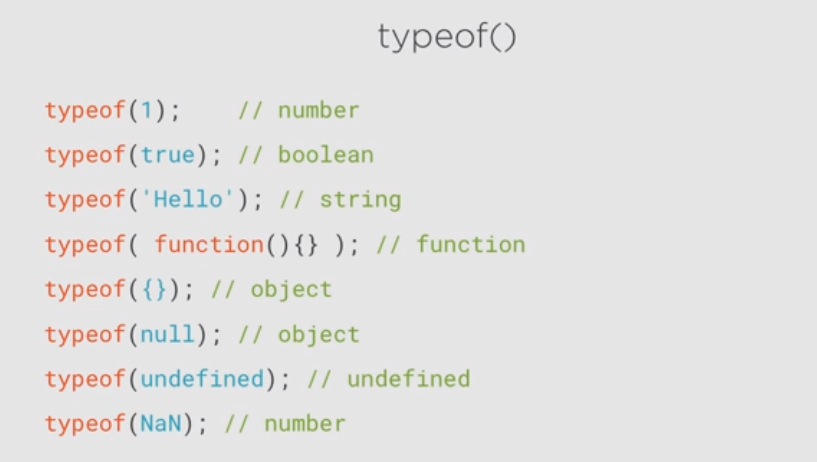 typeof()
typeof(1);    // number
typeof(true); // boolean
typeof('Hello'); // string
typeof( function(){} ); // function
typeof({}); // object
typeof(null); // object
typeof(undefined); // undefined
typeof(NaN); // number